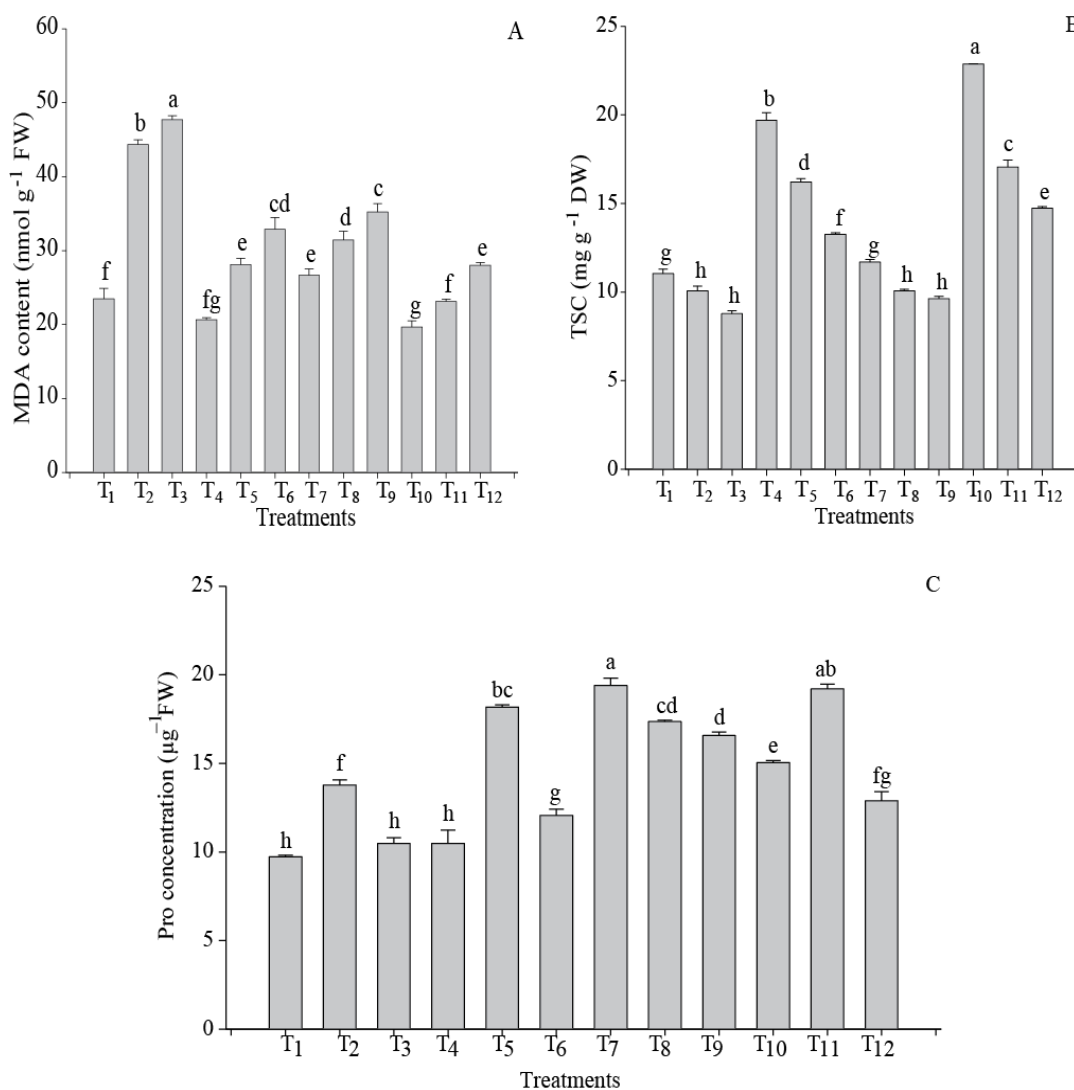 A
MDA content (nmol g⁻¹ FW)
60
50
40
30
20
10
0
f
b
a
fg
e
cd
e
d
c
g
f
e
T₁ T₂ T₃ T₄ T₅ T₆ T₇ T₈ T₉ T₁₀ T₁₁ T₁₂
Treatments
B
TSC (mg g⁻¹ DW)
25
20
15
10
5
0
g
h
h
b
d
f
g
h
h
a
c
e
T₁ T₂ T₃ T₄ T₅ T₆ T₇ T₈ T₉ T₁₀ T₁₁ T₁₂
Treatments
C
Pro concentration (μg⁻¹FW)
25
20
15
10
5
0
h
f
h
h
bc
g
a
cd
d
e
ab
fg
T₁ T₂ T₃ T₄ T₅ T₆ T₇ T₈ T₉ T₁₀ T₁₁ T₁₂
Treatments